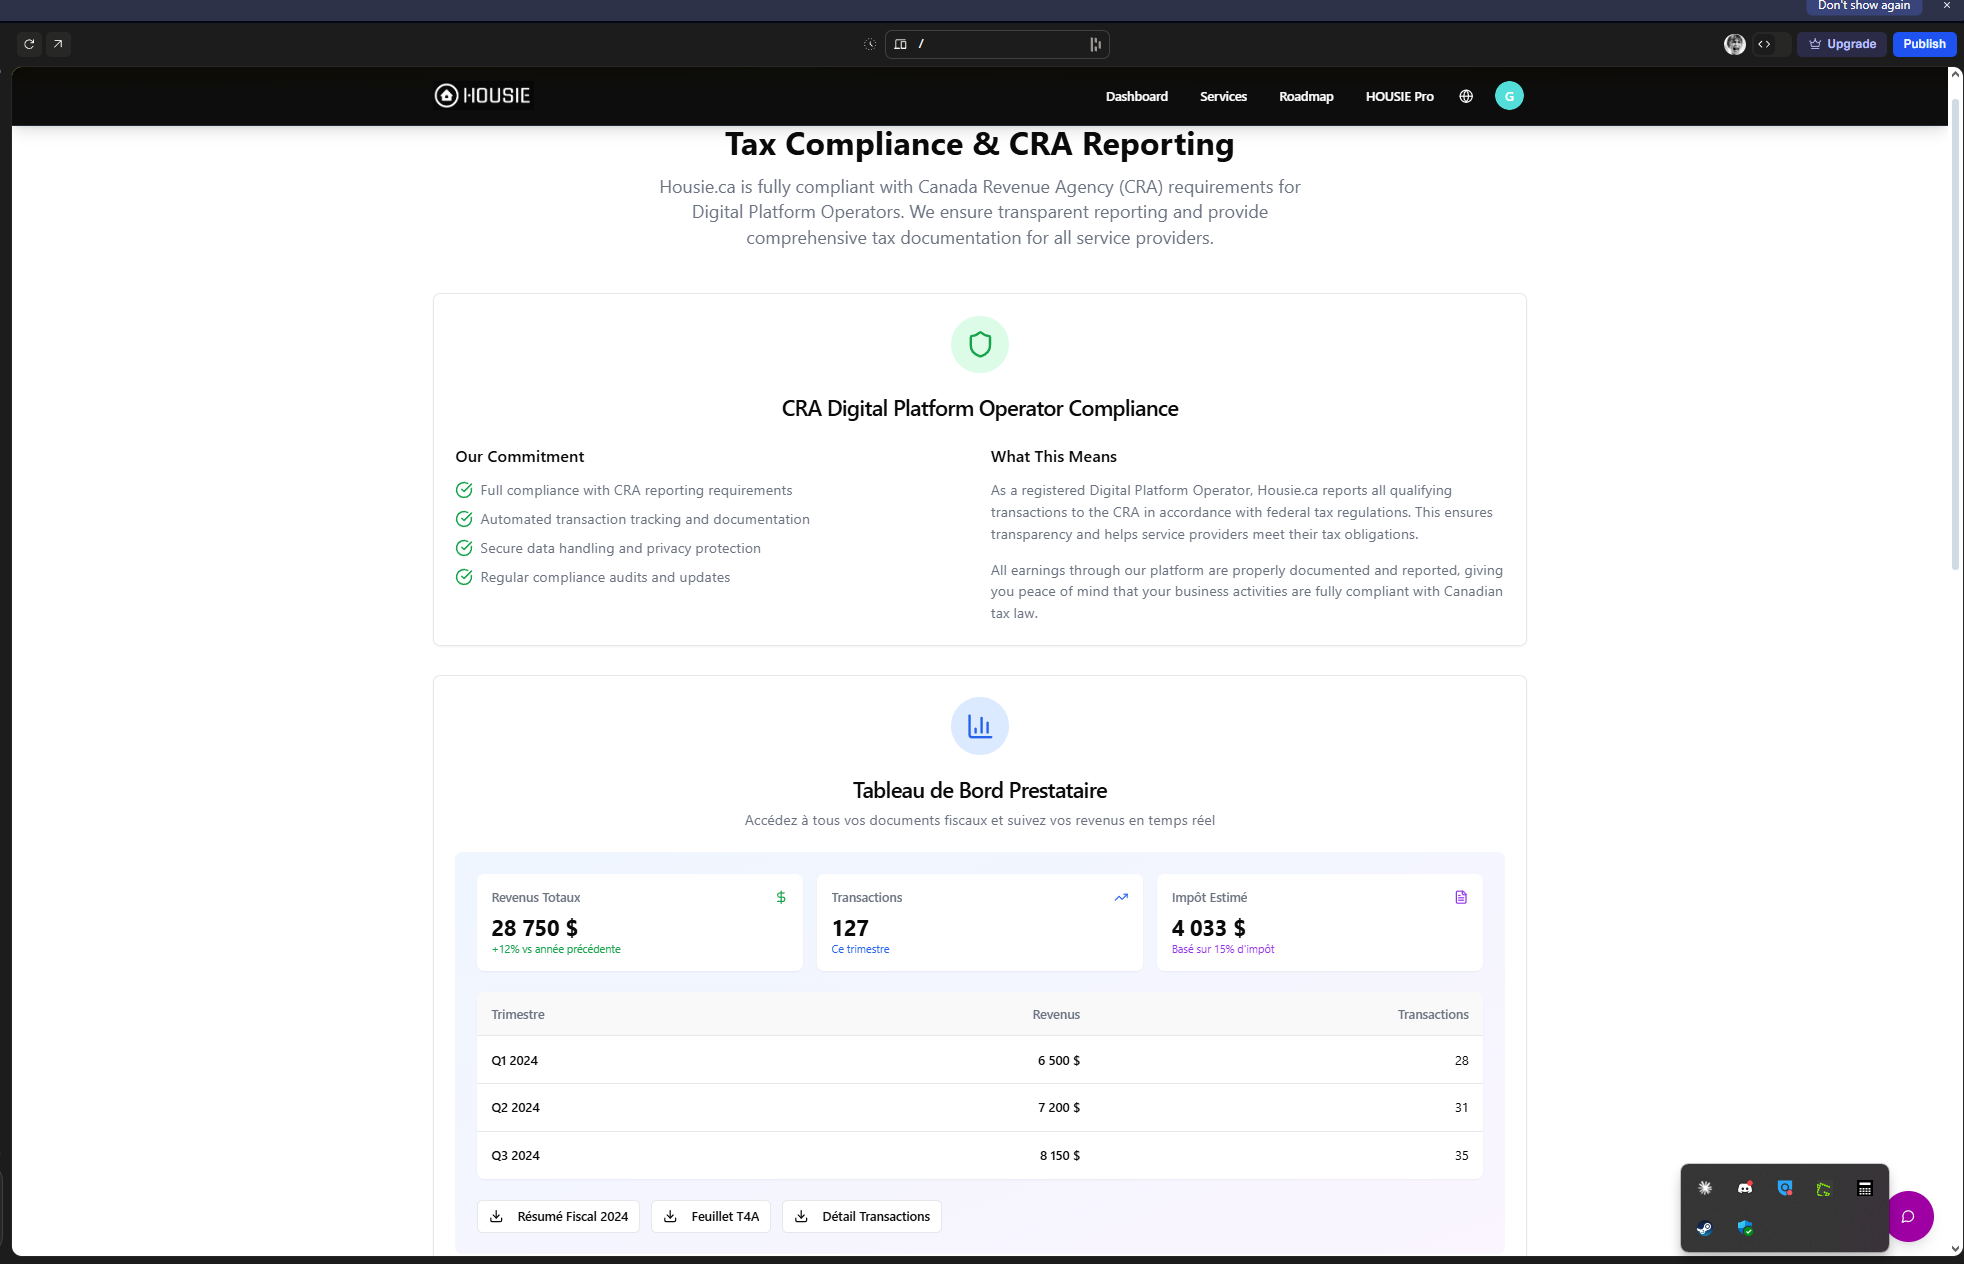 Don't show again
/
Upgrade
Publish
HOUSIE
Dashboard
Services
Roadmap
HOUSIE Pro
G
Tax Compliance & CRA Reporting
Housie.ca is fully compliant with Canada Revenue Agency (CRA) requirements for
Digital Platform Operators. We ensure transparent reporting and provide
comprehensive tax documentation for all service providers.
CRA Digital Platform Operator Compliance
Our Commitment
Full compliance with CRA reporting requirements
Automated transaction tracking and documentation
Secure data handling and privacy protection
Regular compliance audits and updates
What This Means
As a registered Digital Platform Operator, Housie.ca reports all qualifying
transactions to the CRA in accordance with federal tax regulations. This ensures
transparency and helps service providers meet their tax obligations.
All earnings through our platform are properly documented and reported, giving
you peace of mind that your business activities are fully compliant with Canadian
tax law.
Tableau de Bord Prestataire
Accédez à tous vos documents fiscaux et suivez vos revenus en temps réel
Revenus Totaux
28 750 $
+12% vs année précédente
Transactions
127
Ce trimestre
Impôt Estimé
4 033 $
Basé sur 15% d'impôt
Trimestre Revenus Transactions
Q1 2024 6 500 $ 28
Q2 2024 7 200 $ 31
Q3 2024 8 150 $ 35
Résumé Fiscal 2024
Feuillet T4A
Détail Transactions